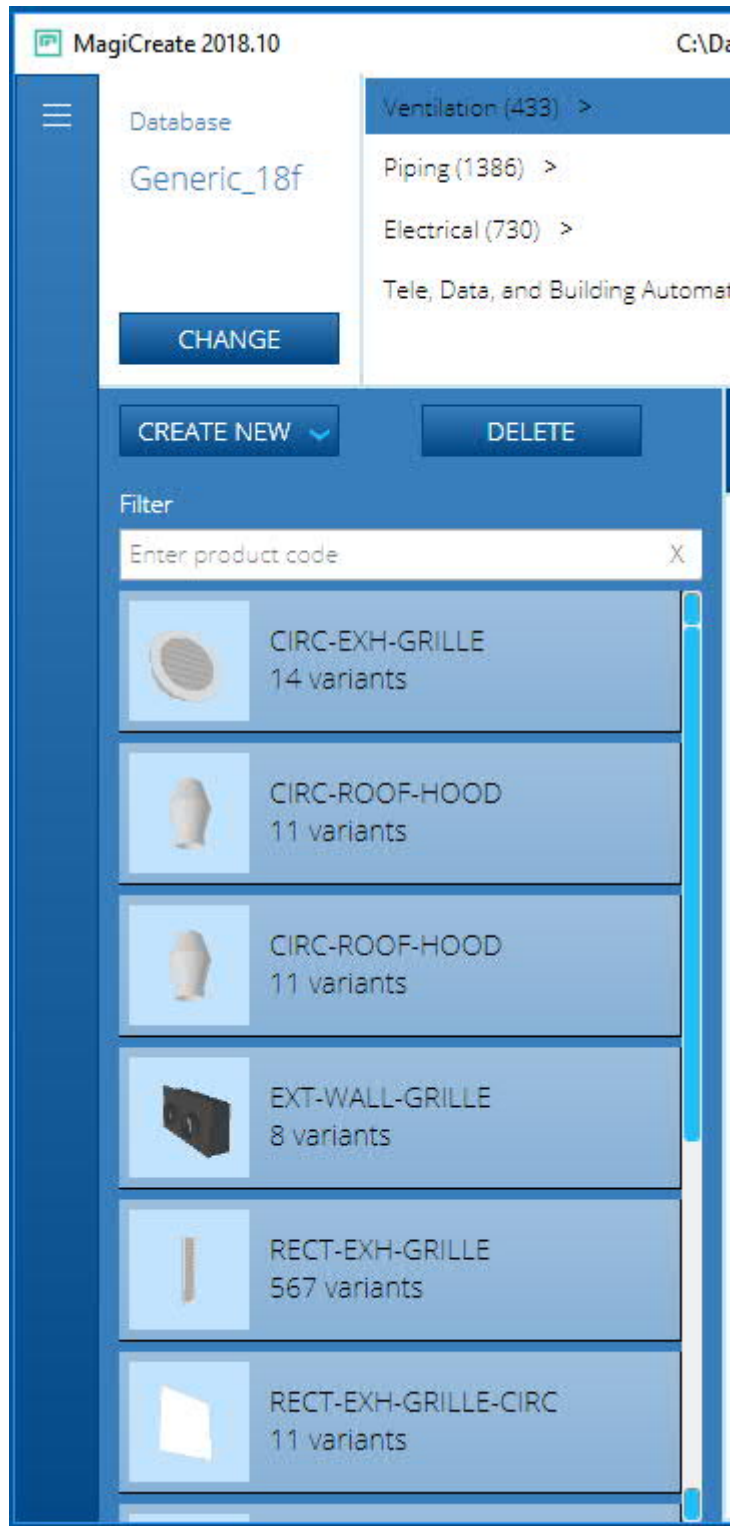 MagiCreate 2018.10
C:\Da
Database
Generic_18f
CHANGE
Ventilation (433) >
Piping (1386) >
Electrical (730) >
Tele, Data, and Building Automat
CREATE NEW
DELETE
Filter
Enter product code X
CIRC-EXH-GRILLE
14 variants
CIRC-ROOF-HOOD
11 variants
CIRC-ROOF-HOOD
11 variants
EXT-WALL-GRILLE
8 variants
RECT-EXH-GRILLE
567 variants
RECT-EXH-GRILLE-CIRC
11 variants